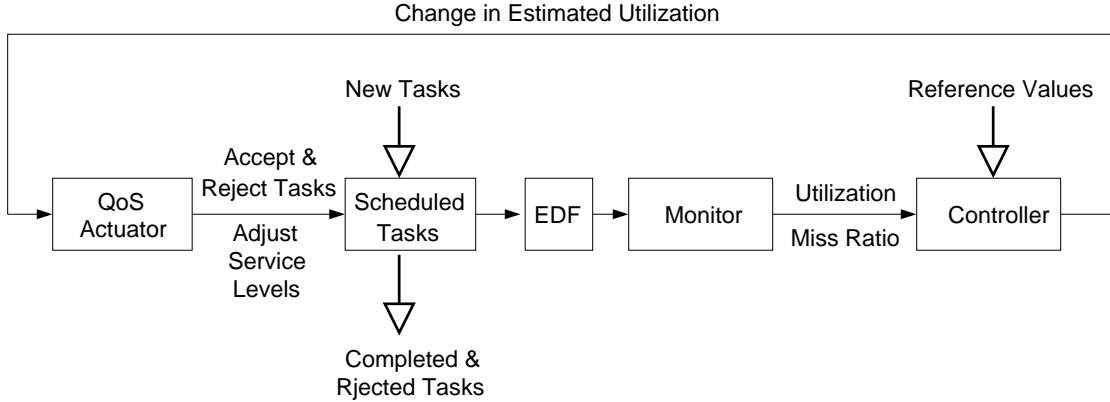 Change in Estimated Utilization
New Tasks
Reference Values
Accept &
Reject Tasks
QoS
Actuator
Scheduled
Tasks
EDF
Monitor
Utilization
Miss Ratio
Controller
Adjust
Service
Levels
Completed &
Rjected Tasks